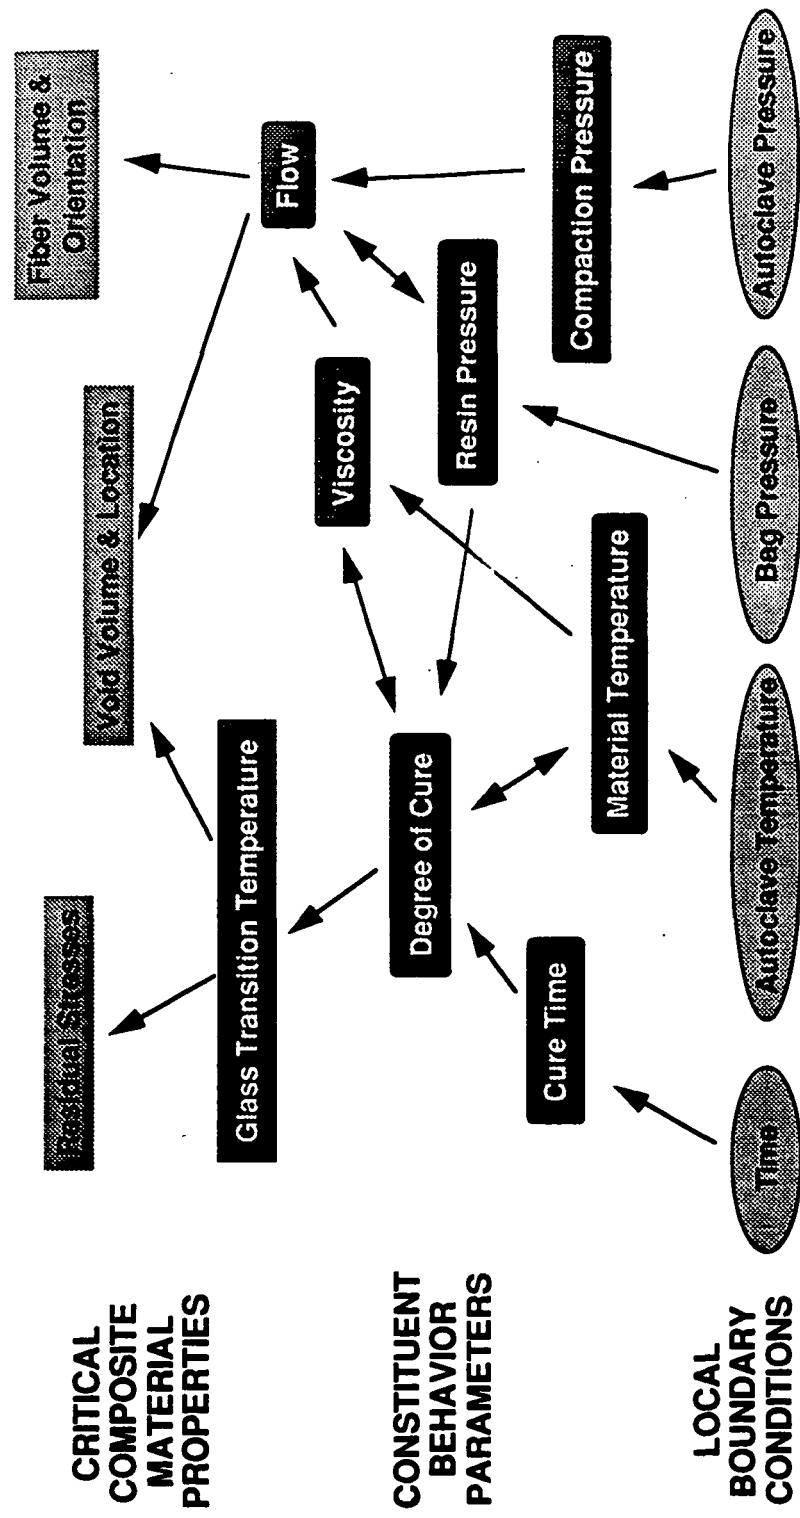 CRITICAL
COMPOSITE
MATERIAL
PROPERTIES
Residual Stresses
Void Volume & Location
Fiber Volume &
Orientation
Glass Transition Temperature
Flow
CONSTITUENT
BEHAVIOR
PARAMETERS
Viscosity
Degree of Cure
Resin Pressure
Cure Time
Material Temperature
Compaction Pressure
LOCAL
BOUNDARY
CONDITIONS
Time
Autoclave Temperature
Bag Pressure
Autoclave Pressure